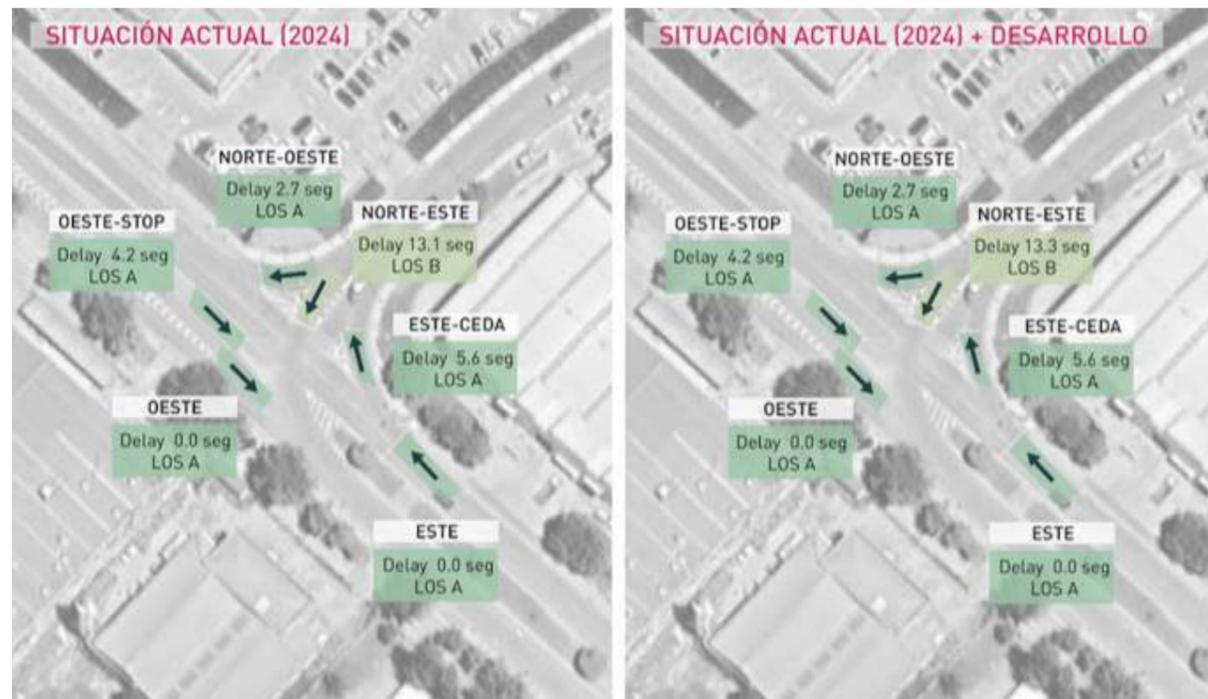 SITUACIÓN ACTUAL (2024)
NORTE-OESTE
Delay 2.7 seg
LOS A
OESTE-STOP
Delay 4.2 seg
LOS A
NORTE-ESTE
Delay 13.1 seg
LOS B
ESTE-CEDA
Delay 5.6 seg
LOS A
OESTE
Delay 0.0 seg
LOS A
ESTE
Delay 0.0 seg
LOS A
SITUACIÓN ACTUAL (2024) + DESARROLLO
NORTE-OESTE
Delay 2.7 seg
LOS A
OESTE-STOP
Delay 4.2 seg
LOS A
NORTE-ESTE
Delay 13.3 seg
LOS B
ESTE-CEDA
Delay 5.6 seg
LOS A
OESTE
Delay 0.0 seg
LOS A
ESTE
Delay 0.0 seg
LOS A